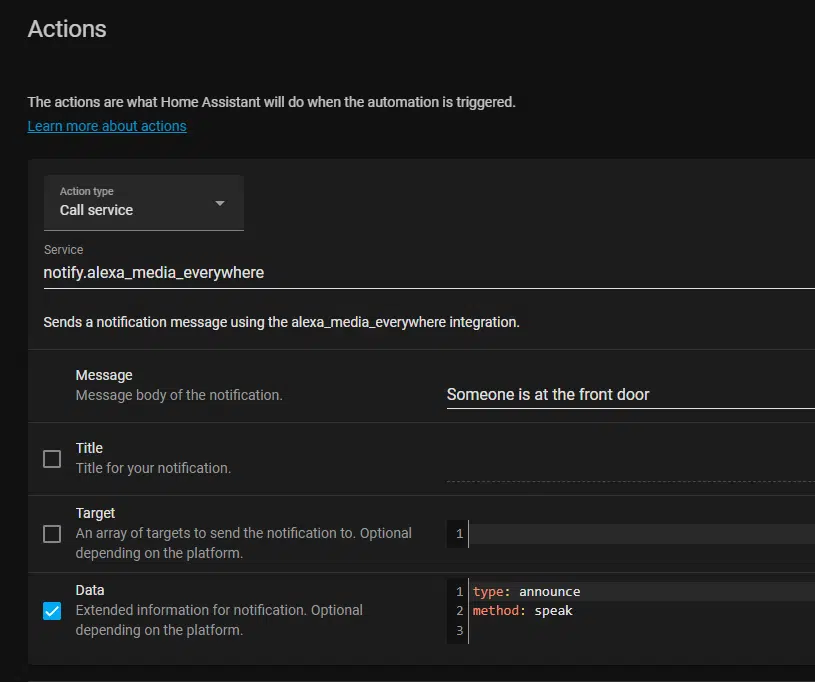 Actions
The actions are what Home Assistant will do when the automation is triggered.
Learn more about actions
Action type
Call service
Service
notify.alexa_media_everywhere
Sends a notification message using the alexa_media_everywhere integration.
Message
Message body of the notification.
Someone is at the front door
Title
Title for your notification.
Target
An array of targets to send the notification to. Optional
depending on the platform.
1
Data
Extended information for notification. Optional
depending on the platform.
1 type: announce
2 method: speak
3